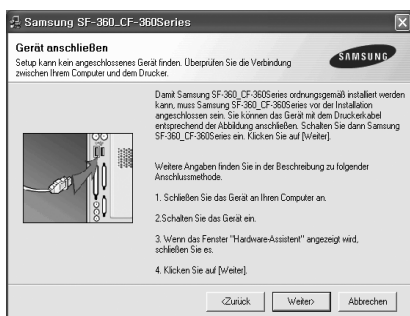 Samsung SF-360_CF-360Series
Gerät anschließen
Setup kann kein angeschlossenes Gerät finden. Überprüfen Sie die Verbindung
zwischen Ihrem Computer und dem Drucker.
SAMSUNG
Damit Samsung SF-360_CF-360Series ordnungsgemäß installiert werden
kann, muss Samsung SF-360_CF-360Series vor der Installation
angeschlossen sein. Sie können das Gerät mit dem Druckerkabel
entsprechend der Abbildung anschließen. Schalten Sie dann Samsung
SF-360_CF-360Series ein. Klicken Sie auf [Weiter].
Weitere Angaben finden Sie in der Beschreibung zu folgender
Anschlussmethode.
1. Schließen Sie das Gerät an Ihren Computer an.
2.Schalten Sie das Gerät ein.
3. Wenn das Fenster "Hardware-Assistent" angezeigt wird,
schließen Sie es.
4. Klicken Sie auf [Weiter].
<Zurück
Weiter>
Abbrechen